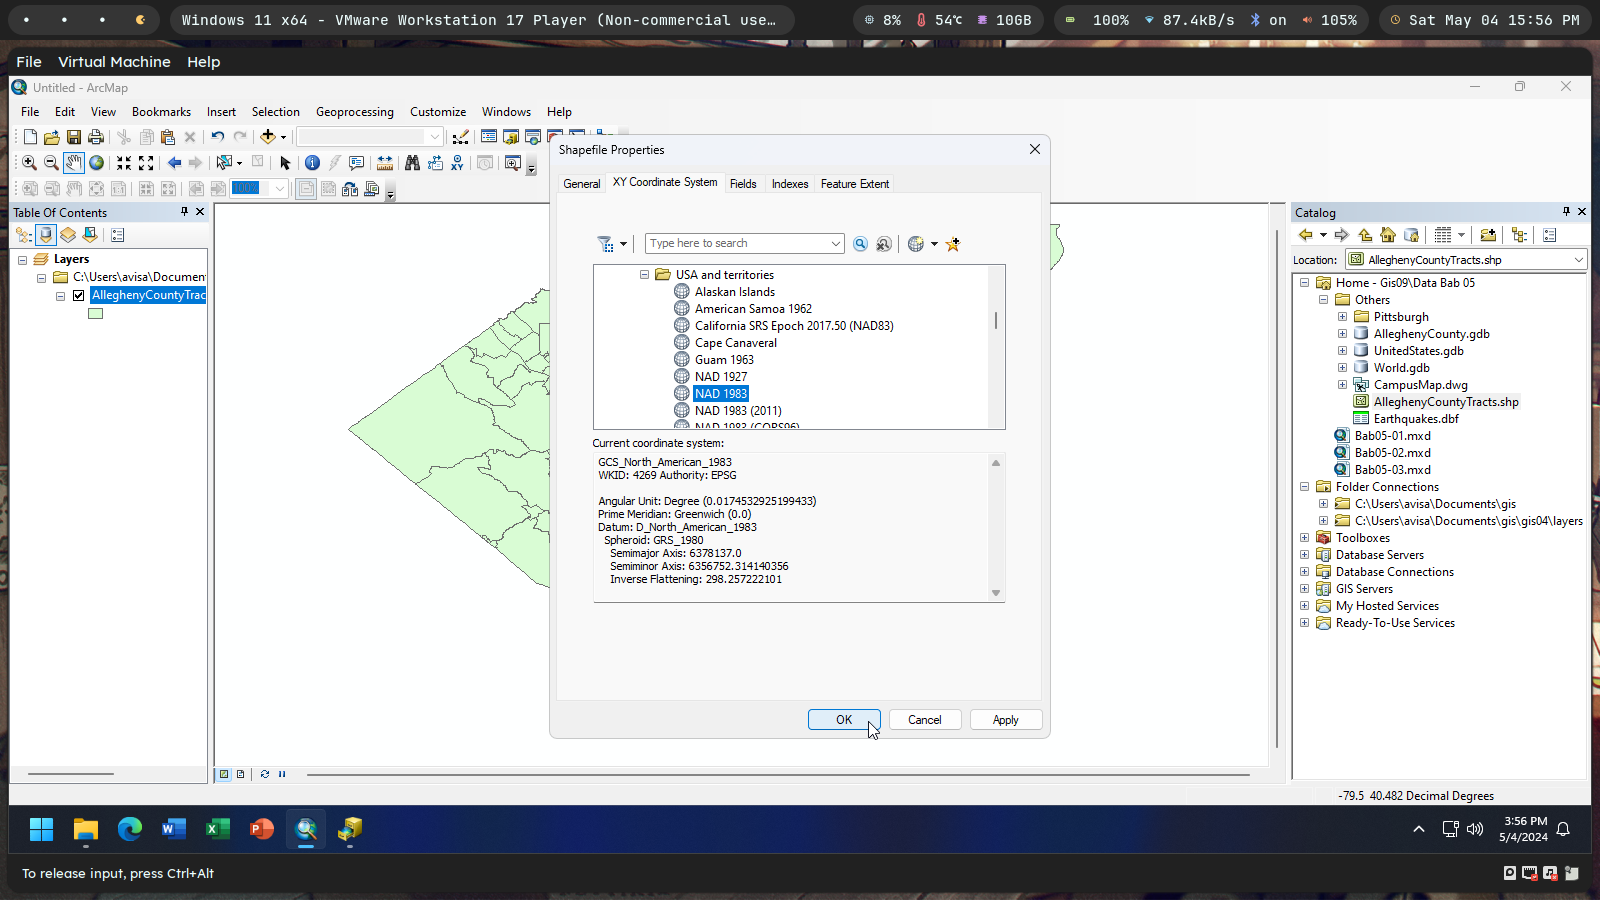 Windows 11 x64 - VMware Workstation 17 Player (Non-commercial use…
8%
54℃
10GB
100%
87.4kB/s
on
105%
Sat May 04 15:56 PM
File Virtual Machine Help
Untitled - ArcMap
File Edit View Bookmarks Insert Selection Geoprocessing Customize Windows Help
100%
Table Of Contents
Layers
C:\Users\avisa\Documen
AlleghenyCountyTrac
Shapefile Properties
General XY Coordinate System Fields Indexes Feature Extent
Type here to search
USA and territories
Alaskan Islands
American Samoa 1962
California SRS Epoch 2017.50 (NAD83)
Cape Canaveral
Guam 1963
NAD 1927
NAD 1983
NAD 1983 (2011)
NAD 1983 (CORS96)
Current coordinate system:
GCS_North_American_1983
WKID: 4269 Authority: EPSG
Angular Unit: Degree (0.0174532925199433)
Prime Meridian: Greenwich (0.0)
Datum: D_North_American_1983
Spheroid: GRS_1980
Semimajor Axis: 6378137.0
Semiminor Axis: 6356752.314140356
Inverse Flattening: 298.257222101
OK Cancel Apply
Catalog
Location: AlleghenyCountyTracts.shp
Home - Gis09\Data Bab 05
Others
Pittsburgh
AlleghenyCounty.gdb
UnitedStates.gdb
World.gdb
CampusMap.dwg
AlleghenyCountyTracts.shp
Earthquakes.dbf
Bab05-01.mxd
Bab05-02.mxd
Bab05-03.mxd
Folder Connections
C:\Users\avisa\Documents\gis
C:\Users\avisa\Documents\gis\gis04\layers
Toolboxes
Database Servers
Database Connections
GIS Servers
My Hosted Services
Ready-To-Use Services
-79.5 40.482 Decimal Degrees
3:56 PM
5/4/2024
To release input, press Ctrl+Alt